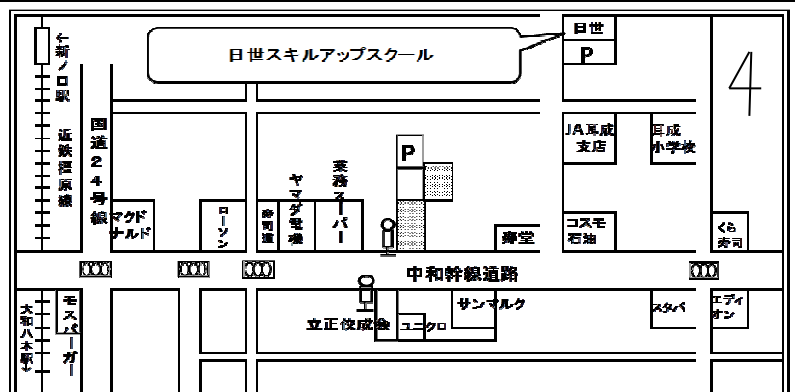 日世スキルアップスクール
日世
P
4
←新ノ口駅
近鉄橿原線
国道24号線
JA耳成
支店
耳成
小学校
P
マクド
ナルド
ローソン
ヤマダ電機
業務スーパー
コスモ
石油
くら
寿司
中和幹線道路
大和八木駅→
モスバーガー
立正佼成会
ユニクロ
サンマルク
スタバ
エディ
オン